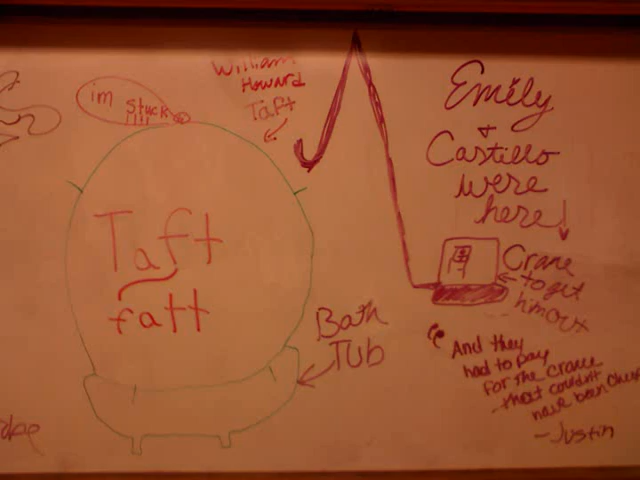 im
stuck!!!!
William
Howard
Taft
Taft
fatt
Bath
Tub
Emily
+
Castillo
were
here!
Crane
to get
him out
And they
had to pay
for the crane
- that couldn't
have been cheap
- Justin